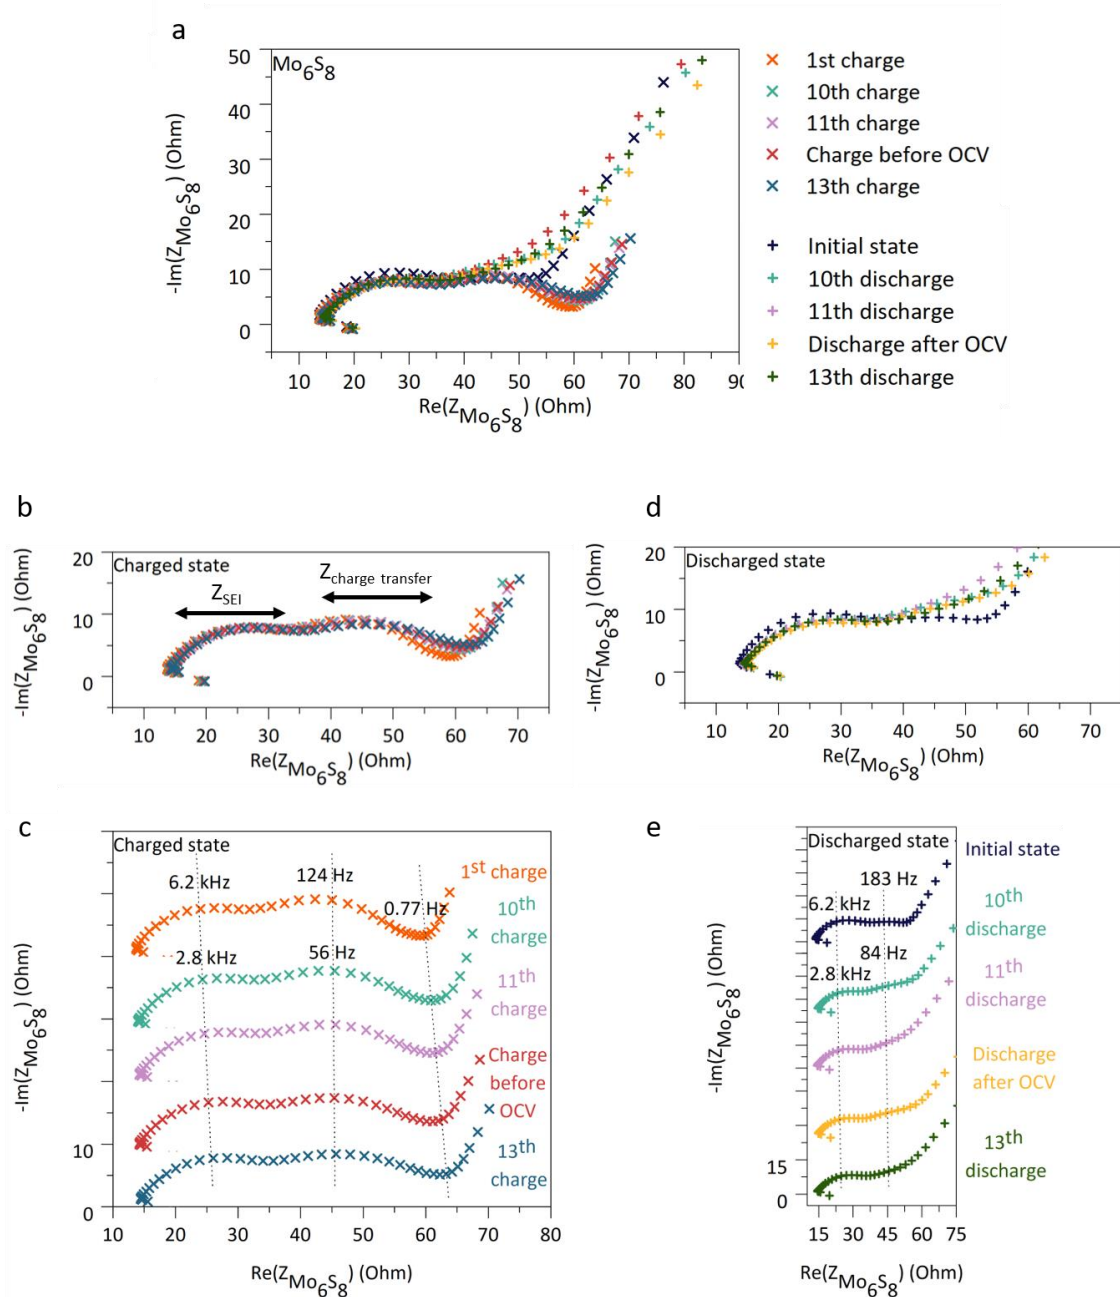 a
Mo6S8
50
40
30
20
10
0
10 20 30 40 50 60 70 80 90
-Im(ZMo6S8) (Ohm)
Re(ZMo6S8) (Ohm)
1st charge
10th charge
11th charge
Charge before OCV
13th charge
Initial state
10th discharge
11th discharge
Discharge after OCV
13th discharge
b
Charged state
ZSEI
Zcharge transfer
20
10
0
10 20 30 40 50 60 70
-Im(ZMo6S8) (Ohm)
Re(ZMo6S8) (Ohm)
d
Discharged state
20
10
0
10 20 30 40 50 60 70
-Im(ZMo6S8) (Ohm)
Re(ZMo6S8) (Ohm)
c
Charged state
6.2 kHz
124 Hz
0.77 Hz
2.8 kHz
56 Hz
1st charge
10th
charge
11th
charge
Charge
before
OCV
13th
charge
10
0
10 20 30 40 50 60 70 80
-Im(ZMo6S8) (Ohm)
Re(ZMo6S8) (Ohm)
e
Discharged state
183 Hz
6.2 kHz
84 Hz
2.8 kHz
Initial state
10th
discharge
11th
discharge
Discharge
after OCV
13th
discharge
15
0
15 30 45 60 75
-Im(ZMo6S8) (Ohm)
Re(ZMo6S8) (Ohm)